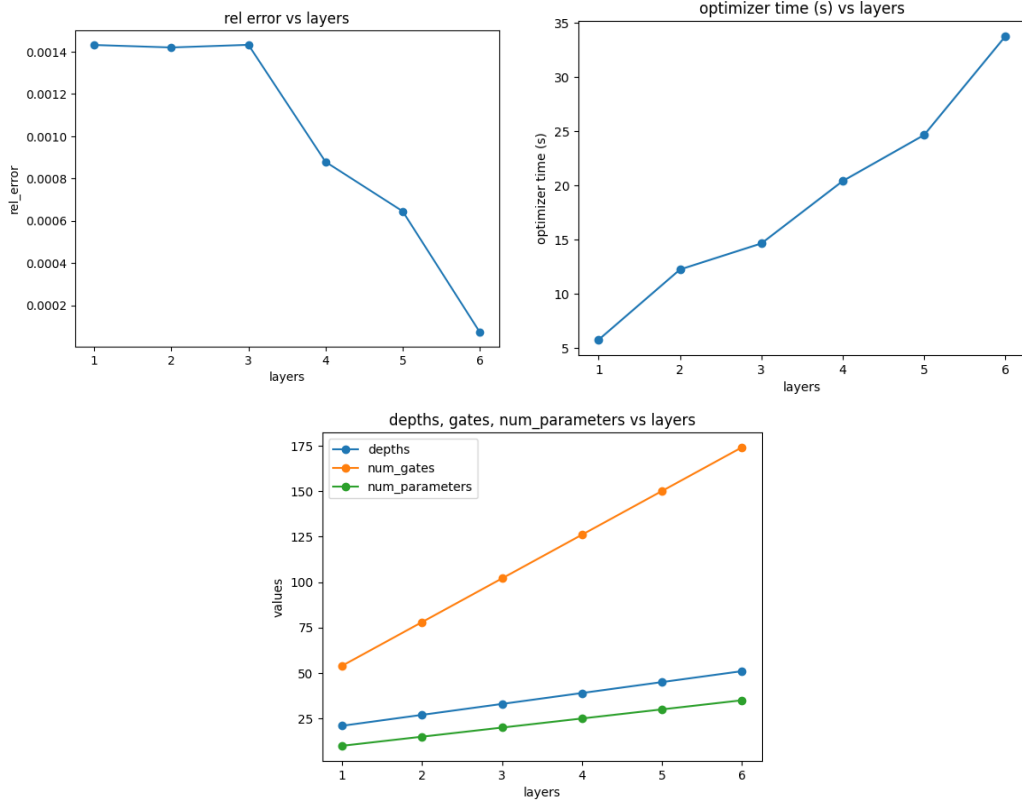 rel error vs layers
0.0014
0.0012
0.0010
0.0008
0.0006
0.0004
0.0002
rel_error
1 2 3 4 5 6
layers
optimizer time (s) vs layers
35
30
25
20
15
10
5
optimizer time (s)
1 2 3 4 5 6
layers
depths, gates, num_parameters vs layers
depths
num_gates
num_parameters
175
150
125
100
75
50
25
values
1 2 3 4 5 6
layers